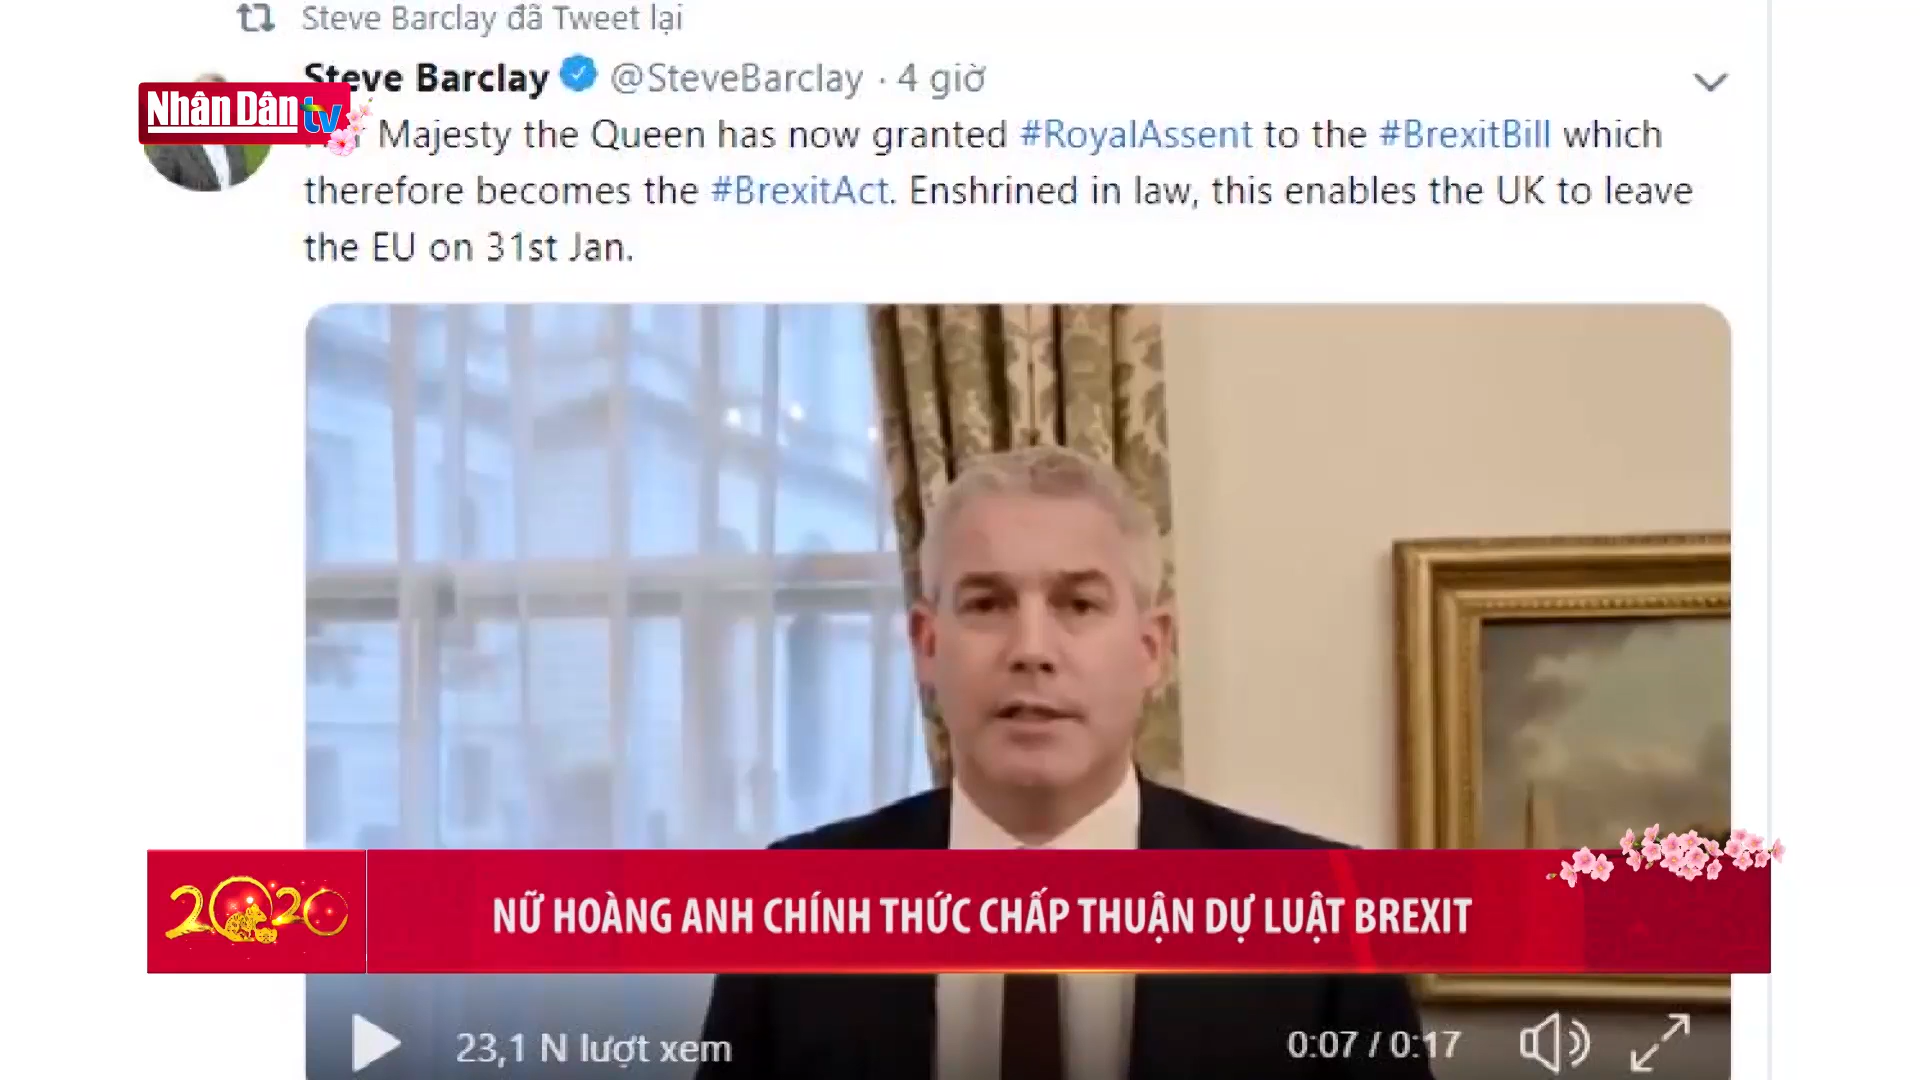 Steve Barclay đã Tweet lại
Steve Barclay @SteveBarclay · 4 giờ
Nhân Dân tv
Majesty the Queen has now granted #RoyalAssent to the #BrexitBill which
therefore becomes the #BrexitAct. Enshrined in law, this enables the UK to leave
the EU on 31st Jan.
2020
NỮ HOÀNG ANH CHÍNH THỨC CHẤP THUẬN DỰ LUẬT BREXIT
23,1 N lượt xem
0:07 / 0:17